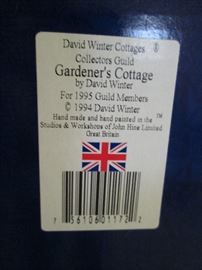 David Winter Cottages ®
Collectors Guild
Gardener's Cottage
by David Winter
For 1995 Guild Members
© 1994 David Winter
Hand made and hand painted in the ™
Studios & Workshops of John Hine Limited
Great Britain